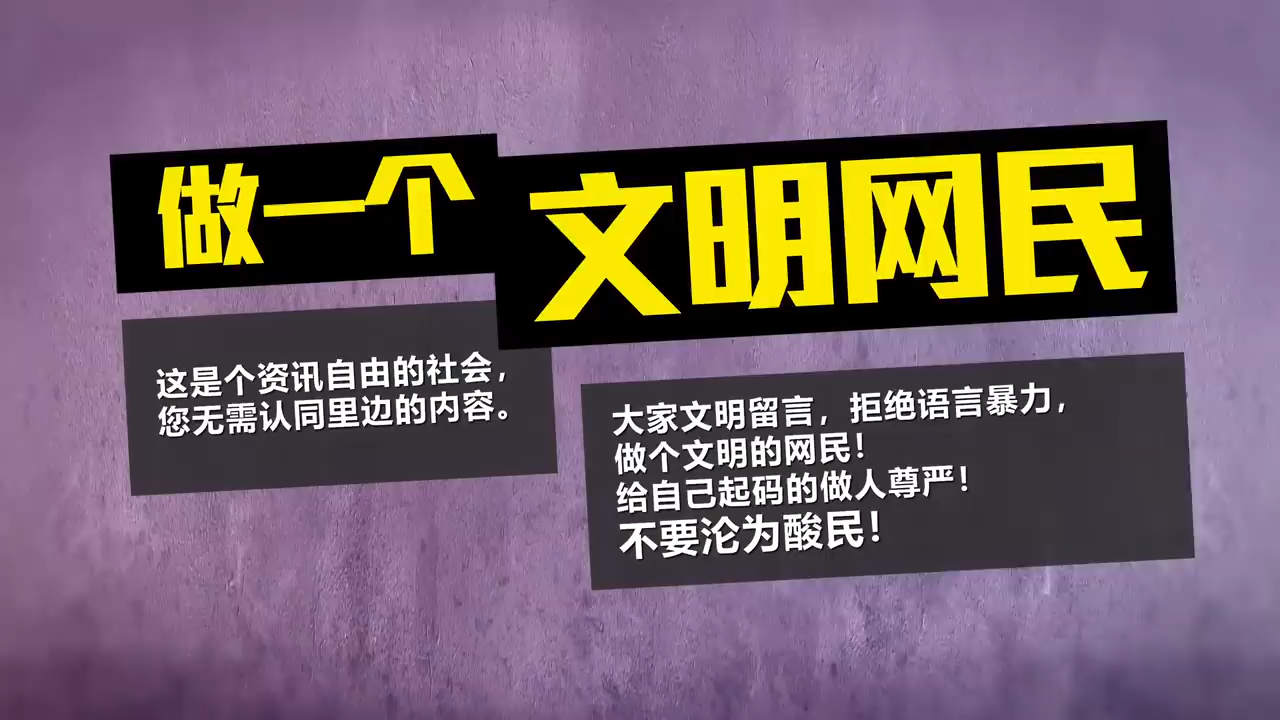 做一个
文明网民
这是个资讯自由的社会，
您无需认同里边的内容。
大家文明留言，拒绝语言暴力，
做个文明的网民！
给自己起码的做人尊严！
不要沦为酸民！